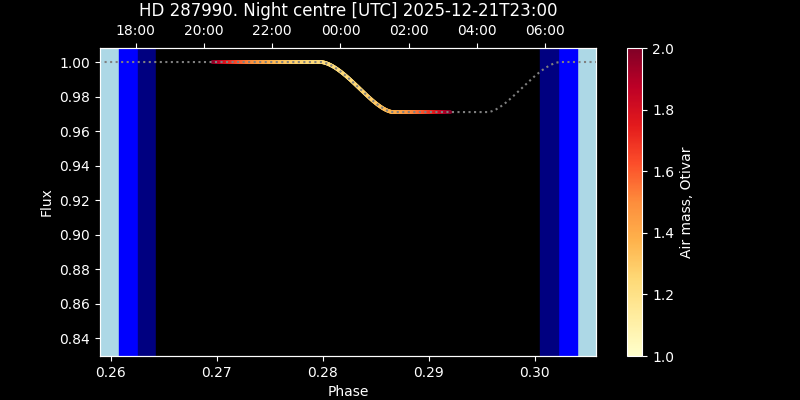 HD 287990. Night centre [UTC] 2025-12-21T23:00
18:00 20:00 22:00 00:00 02:00 04:00 06:00
1.00
0.98
0.96
0.94
0.92
0.90
0.88
0.86
0.84
Flux
0.26 0.27 0.28 0.29 0.30
Phase
2.0
1.8
1.6
1.4
1.2
1.0
Air mass, Otivar